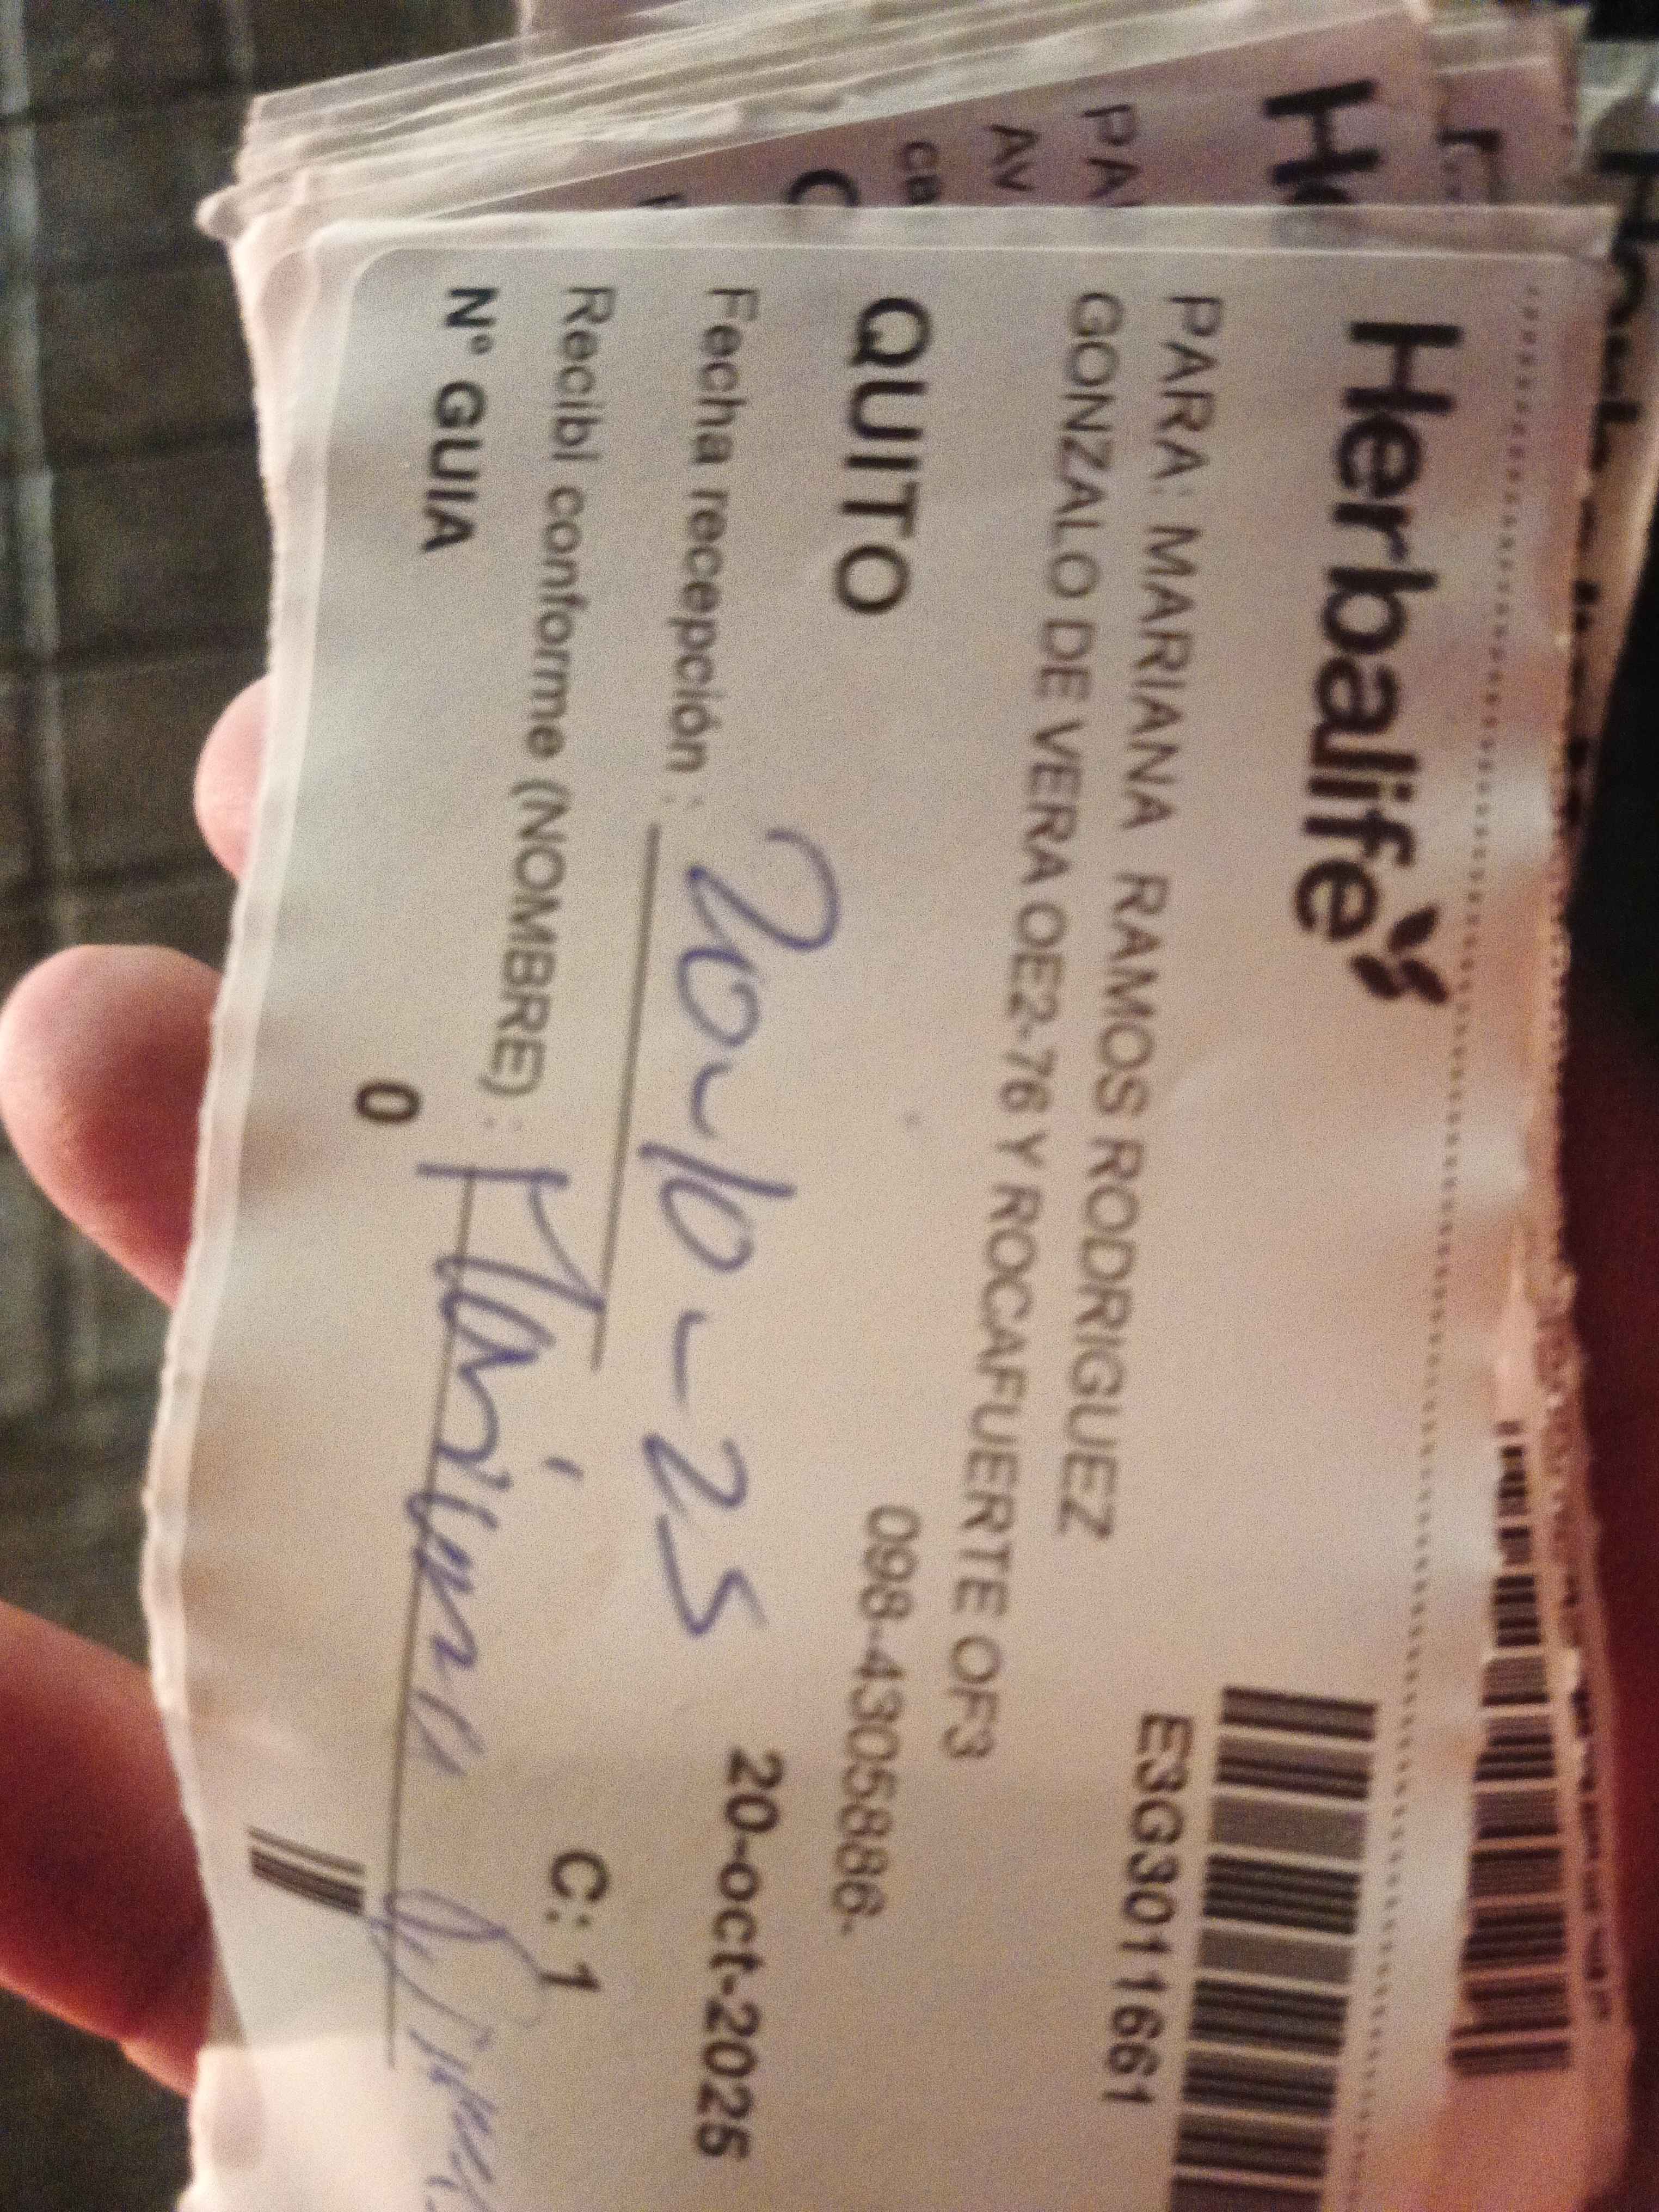 Herbalife
E3G3011661
PARA: MARIANA RAMOS RODRIGUEZ
GONZALO DE VERA OE2-76 Y ROCAFUERTE OF3
098-4305886-
QUITO
20-oct-2025
Fecha recepción : 20-10-25
C: 1
Recibi conforme (NOMBRE) :
Nº GUIA
0